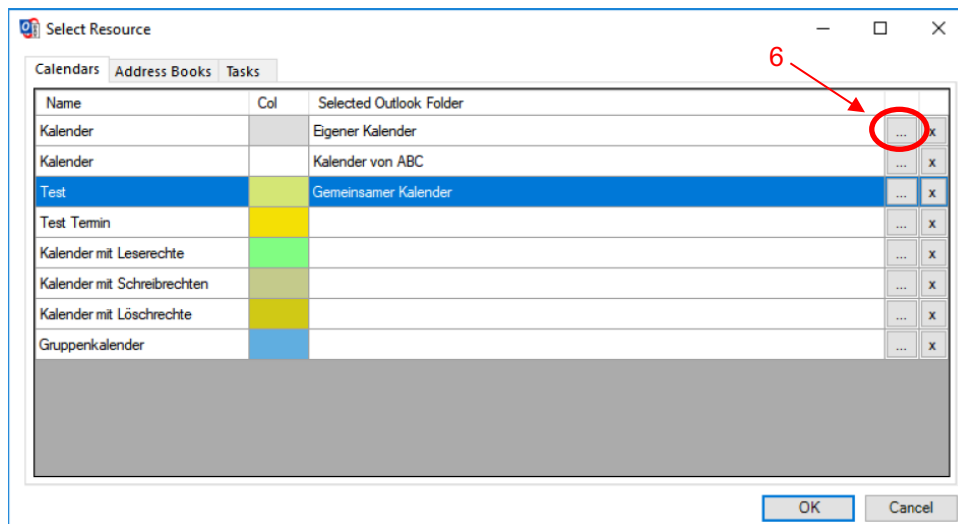 Select Resource
6
Calendars Address Books Tasks
Name Col Selected Outlook Folder
Kalender Eigener Kalender ... x
Kalender Kalender von ABC ... x
Test Gemeinsamer Kalender ... x
Test Termin ... x
Kalender mit Leserechte ... x
Kalender mit Schreibrechten ... x
Kalender mit Löschrechte ... x
Gruppenkalender ... x
OK Cancel